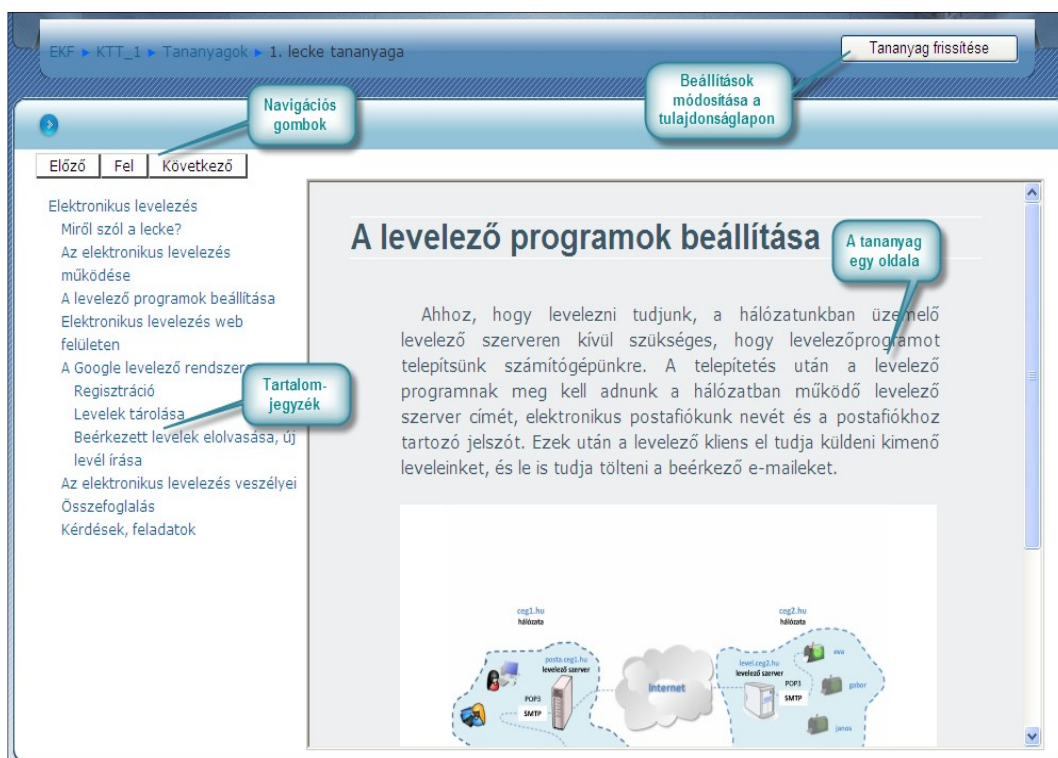 EKF ► KTT_1 ► Tananyagok ► 1. lecke tananyaga
Tananyag frissítése
Beállítások
módosítása a
tulajdonságlapon
Navigációs
gombok
Előző Fel Következő
Elektronikus levelezés
Miről szól a lecke?
Az elektronikus levelezés
működése
A levelező programok beállítása
Elektronikus levelezés web
felületen
A Google levelező rendszere
Regisztráció
Levelek tárolása
Beérkezett levelek elolvasása, új
levél írása
Az elektronikus levelezés veszélyei
Összefoglalás
Kérdések, feladatok
Tartalom-
jegyzék
A levelező programok beállítása
A tananyag
egy oldala
Ahhoz, hogy levelezni tudjunk, a hálózatunkban üzemelő
levelező szerveren kívül szükséges, hogy levelezőprogramot
telepítsünk számítógépünkre. A telepítetés után a levelező
programnak meg kell adnunk a hálózatban működő levelező
szerver címét, elektronikus postafiókunk nevét és a postafiókhoz
tartozó jelszót. Ezek után a levelező kliens el tudja küldeni kimenő
leveleinket, és le is tudja tölteni a beérkező e-maileket.
ceg1.hu
hálózata
ceg2.hu
hálózata
posta.ceg1.hu
levelező szerver
level.ceg2.hu
levelező szerver
Internet
POP3
SMTP
POP3
SMTP
eva
gabor
janos